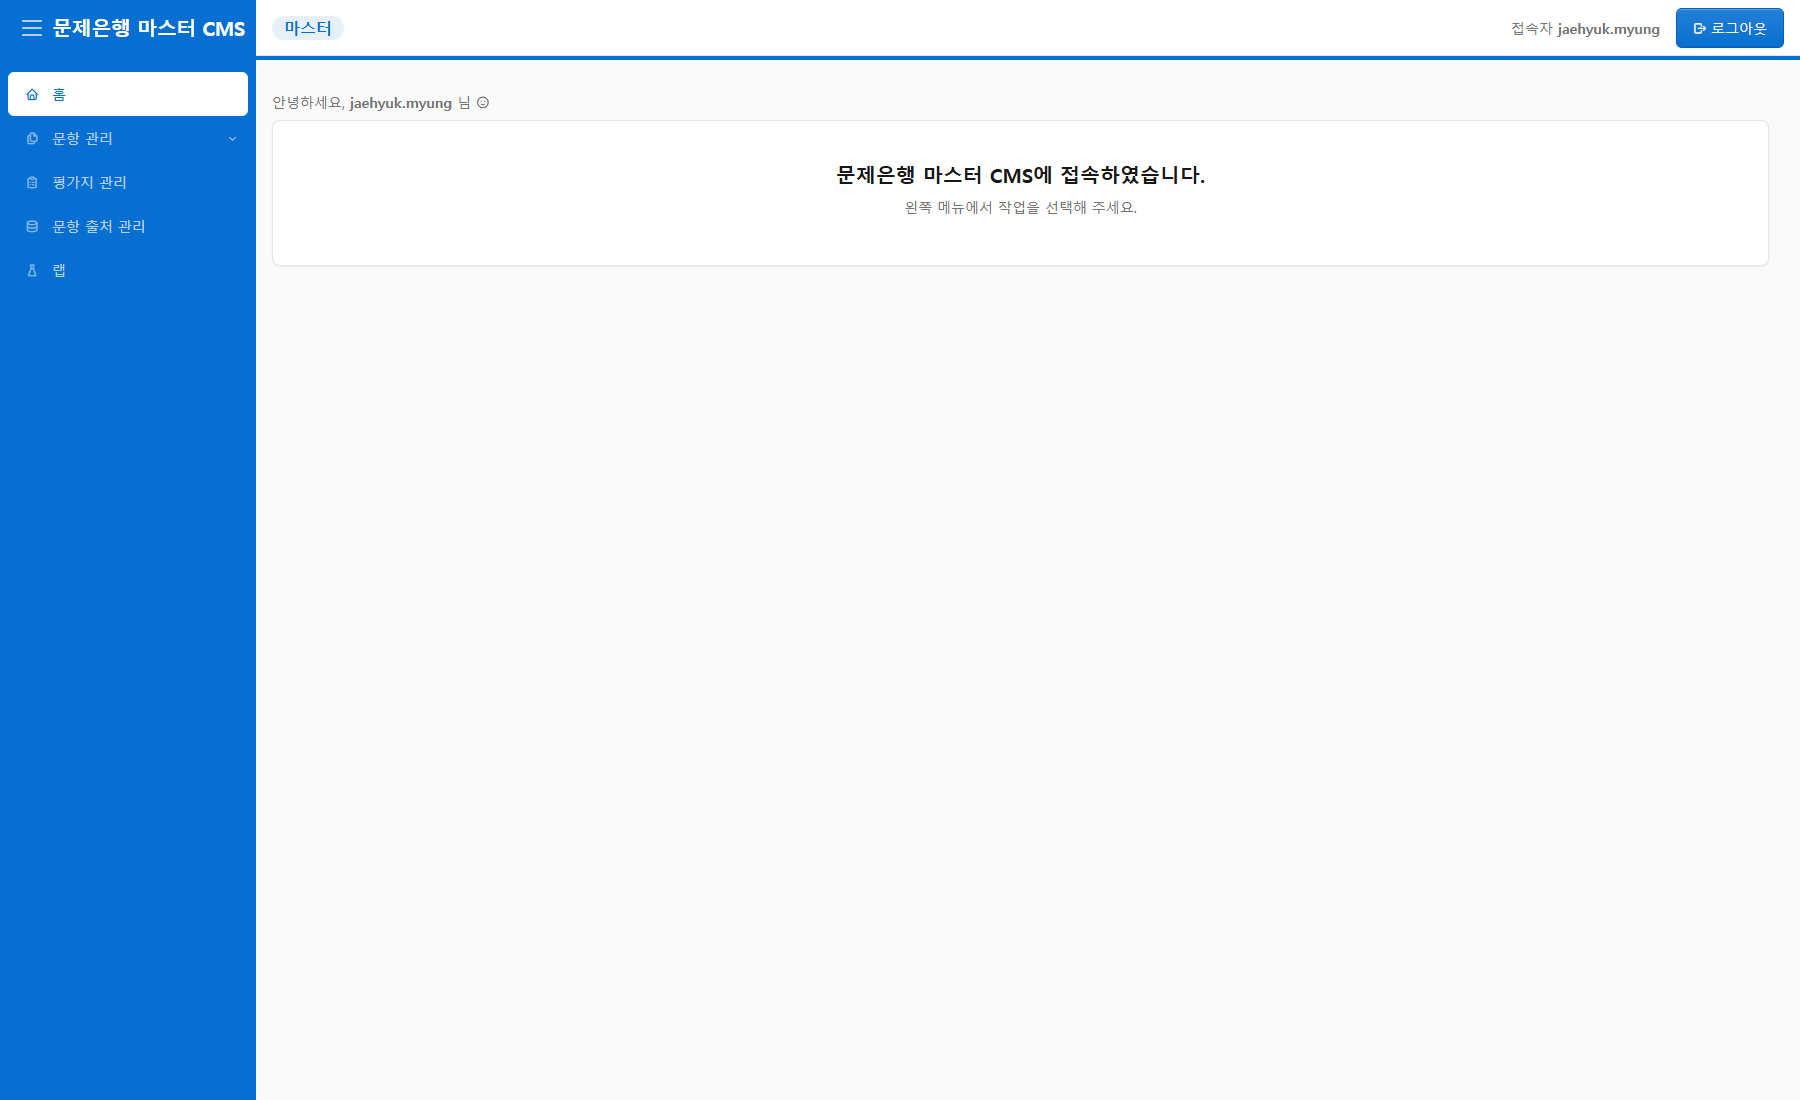 문제은행 마스터 CMS
마스터
접속자 jaehyuk.myung
로그아웃
홈
문항 관리
평가지 관리
문항 출처 관리
랩
안녕하세요, jaehyuk.myung 님
문제은행 마스터 CMS에 접속하였습니다.
왼쪽 메뉴에서 작업을 선택해 주세요.